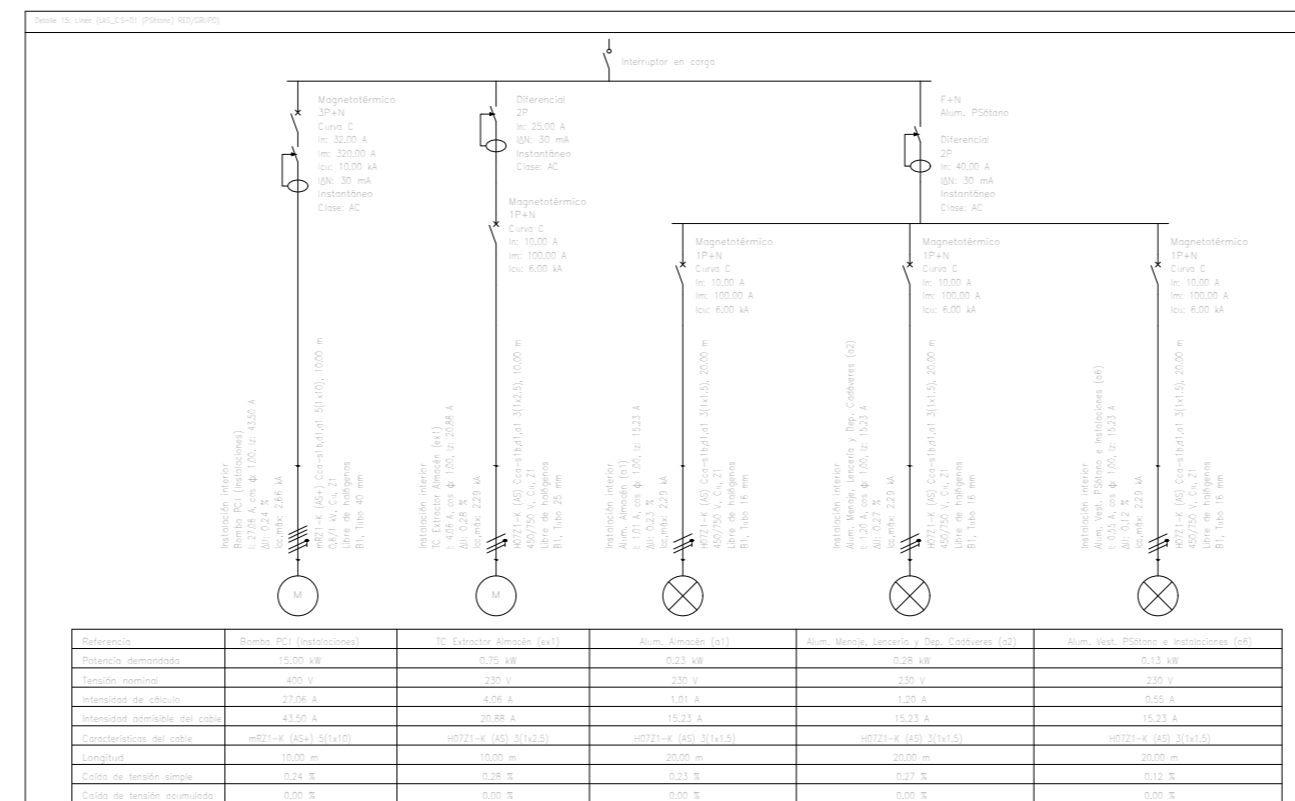 Detalle 15: Línea (LAS_CS-01 (PSótano) RED/GRUPO)
Interruptor en carga
Magnetotérmico
3P+N
Curva C
In: 32.00 A
Im: 320.00 A
Icu: 10.00 kA
IΔN: 30 mA
Instantáneo
Clase: AC
Diferencial
2P
In: 25.00 A
IΔN: 30 mA
Instantáneo
Clase: AC
Magnetotérmico
1P+N
Curva C
In: 10.00 A
Im: 100.00 A
Icu: 6.00 kA
F+N
Alum. PSótano
Diferencial
2P
In: 40.00 A
IΔN: 30 mA
Instantáneo
Clase: AC
Magnetotérmico
1P+N
Curva C
In: 10.00 A
Im: 100.00 A
Icu: 6.00 kA
Magnetotérmico
1P+N
Curva C
In: 10.00 A
Im: 100.00 A
Icu: 6.00 kA
Magnetotérmico
1P+N
Curva C
In: 10.00 A
Im: 100.00 A
Icu: 6.00 kA
Instalación interior
Bomba PCI (Instalaciones)
I: 27.06 A, cos φ: 1.00, Iz: 43.50 A
ΔU: 0.24 %
Icc,máx: 2.66 kA
mRZ1-K (AS+) Cca-s1b,d1,a1 5(1x10), 10.00 m
0,6/1 kV, Cu, Z1
Libre de halógenos
B1, Tubo 40 mm
Instalación interior
TC Extractor Almacén (ex1)
I: 4.06 A, cos φ: 1.00, Iz: 20.88 A
ΔU: 0.28 %
Icc,máx: 2.29 kA
H07Z1-K (AS) Cca-s1b,d1,a1 3(1x2.5), 10.00 m
450/750 V, Cu, Z1
Libre de halógenos
B1, Tubo 25 mm
Instalación interior
Alum. Almacén (a1)
I: 1.01 A, cos φ: 1.00, Iz: 15.23 A
ΔU: 0.23 %
Icc,máx: 2.29 kA
H07Z1-K (AS) Cca-s1b,d1,a1 3(1x1.5), 20.00 m
450/750 V, Cu, Z1
Libre de halógenos
B1, Tubo 16 mm
Instalación interior
Alum. Menaje, Lencería y Dep. Cadáveres (a2)
I: 1.20 A, cos φ: 1.00, Iz: 15.23 A
ΔU: 0.27 %
Icc,máx: 2.29 kA
H07Z1-K (AS) Cca-s1b,d1,a1 3(1x1.5), 20.00 m
450/750 V, Cu, Z1
Libre de halógenos
B1, Tubo 16 mm
Instalación interior
Alum. Vest. PSótano e Instalaciones (a6)
I: 0.55 A, cos φ: 1.00, Iz: 15.23 A
ΔU: 0.12 %
Icc,máx: 2.29 kA
H07Z1-K (AS) Cca-s1b,d1,a1 3(1x1.5), 20.00 m
450/750 V, Cu, Z1
Libre de halógenos
B1, Tubo 16 mm
M
M
Referencia Bomba PCI (Instalaciones) TC Extractor Almacén (ex1) Alum. Almacén (a1) Alum. Menaje, Lencería y Dep. Cadáveres (a2) Alum. Vest. PSótano e Instalaciones (a6)
Potencia demandada 15.00 kW 0.75 kW 0.23 kW 0.28 kW 0.13 kW
Tensión nominal 400 V 230 V 230 V 230 V 230 V
Intensidad de cálculo 27.06 A 4.06 A 1.01 A 1.20 A 0.55 A
Intensidad admisible del cable 43.50 A 20.88 A 15.23 A 15.23 A 15.23 A
Características del cable mRZ1-K (AS+) 5(1x10) H07Z1-K (AS) 3(1x2.5) H07Z1-K (AS) 3(1x1.5) H07Z1-K (AS) 3(1x1.5) H07Z1-K (AS) 3(1x1.5)
Longitud 10.00 m 10.00 m 20.00 m 20.00 m 20.00 m
Caída de tensión simple 0.24 % 0.28 % 0.23 % 0.27 % 0.12 %
Caída de tensión acumulada 0.00 % 0.00 % 0.00 % 0.00 % 0.00 %